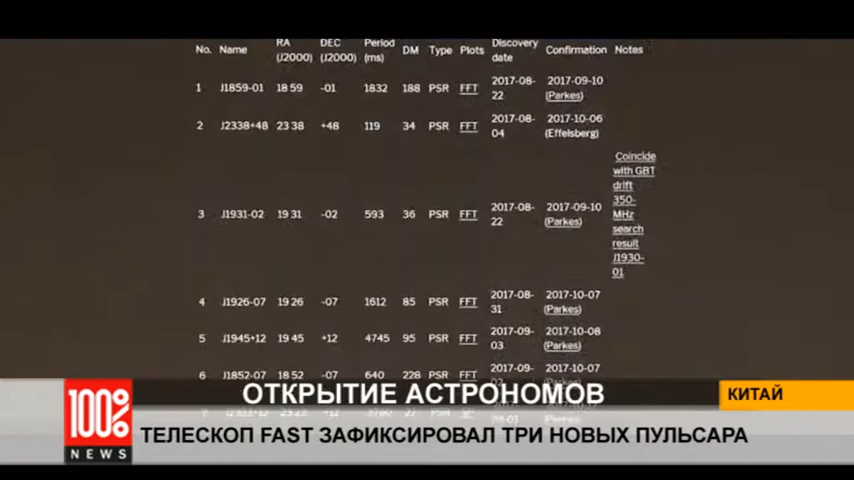 No. Name RA (J2000) DEC (J2000) Period (ms) DM Type Plots Discovery date Confirmation Notes
1 J1859-01 18 59 -01 1832 188 PSR FFT 2017-08-22 2017-09-10 (Parkes)
2 J2338+48 23 38 +48 119 34 PSR FFT 2017-08-04 2017-10-06 (Effelsberg)
3 J1931-02 19 31 -02 593 36 PSR FFT 2017-08-22 2017-09-10 (Parkes) Coincide with GBT drift 350-MHz search result J1930-01
4 J1926-07 19 26 -07 1612 85 PSR FFT 2017-08-31 2017-10-07 (Parkes)
5 J1945+12 19 45 +12 4745 95 PSR FFT 2017-09-03 2017-10-08 (Parkes)
6 J1852-07 18 52 -07 640 228 PSR FFT 2017-09- 2017-10-07
ОТКРЫТИЕ АСТРОНОМОВ
КИТАЙ
100%
NEWS
ТЕЛЕСКОП FAST ЗАФИКСИРОВАЛ ТРИ НОВЫХ ПУЛЬСАРА